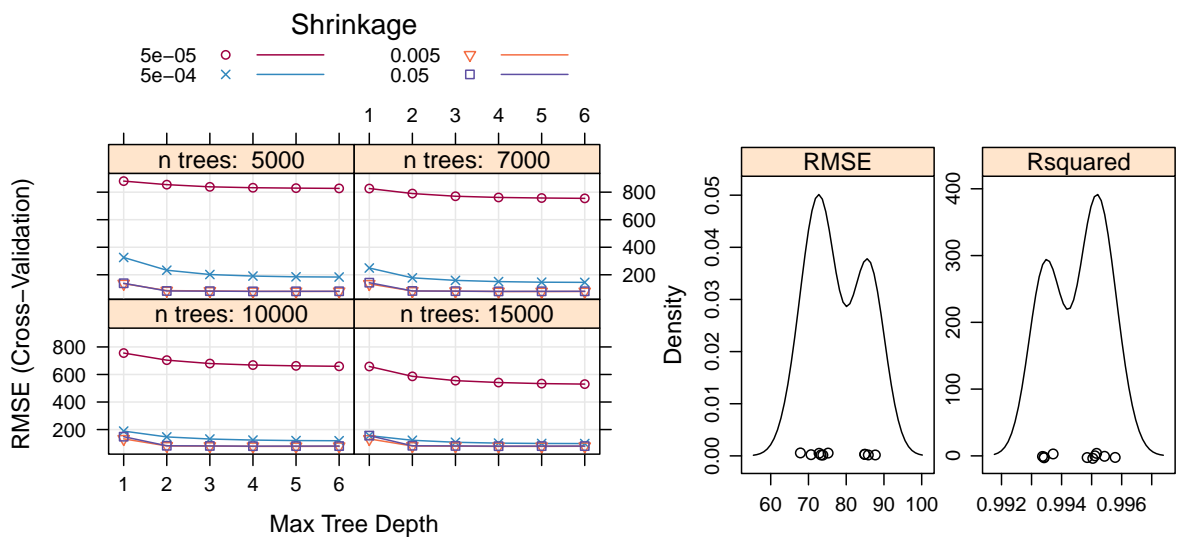 Shrinkage
5e−05
5e−04
0.005
0.05
1 2 3 4 5 6
n trees: 5000
n trees: 7000
800
600
400
200
n trees: 10000
n trees: 15000
800
600
400
200
1 2 3 4 5 6
RMSE (Cross−Validation)
Max Tree Depth
Density
RMSE
0.05
0.04
0.03
0.02
0.01
0.00
60 70 80 90 100
Rsquared
400
300
200
100
0
0.992 0.994 0.996